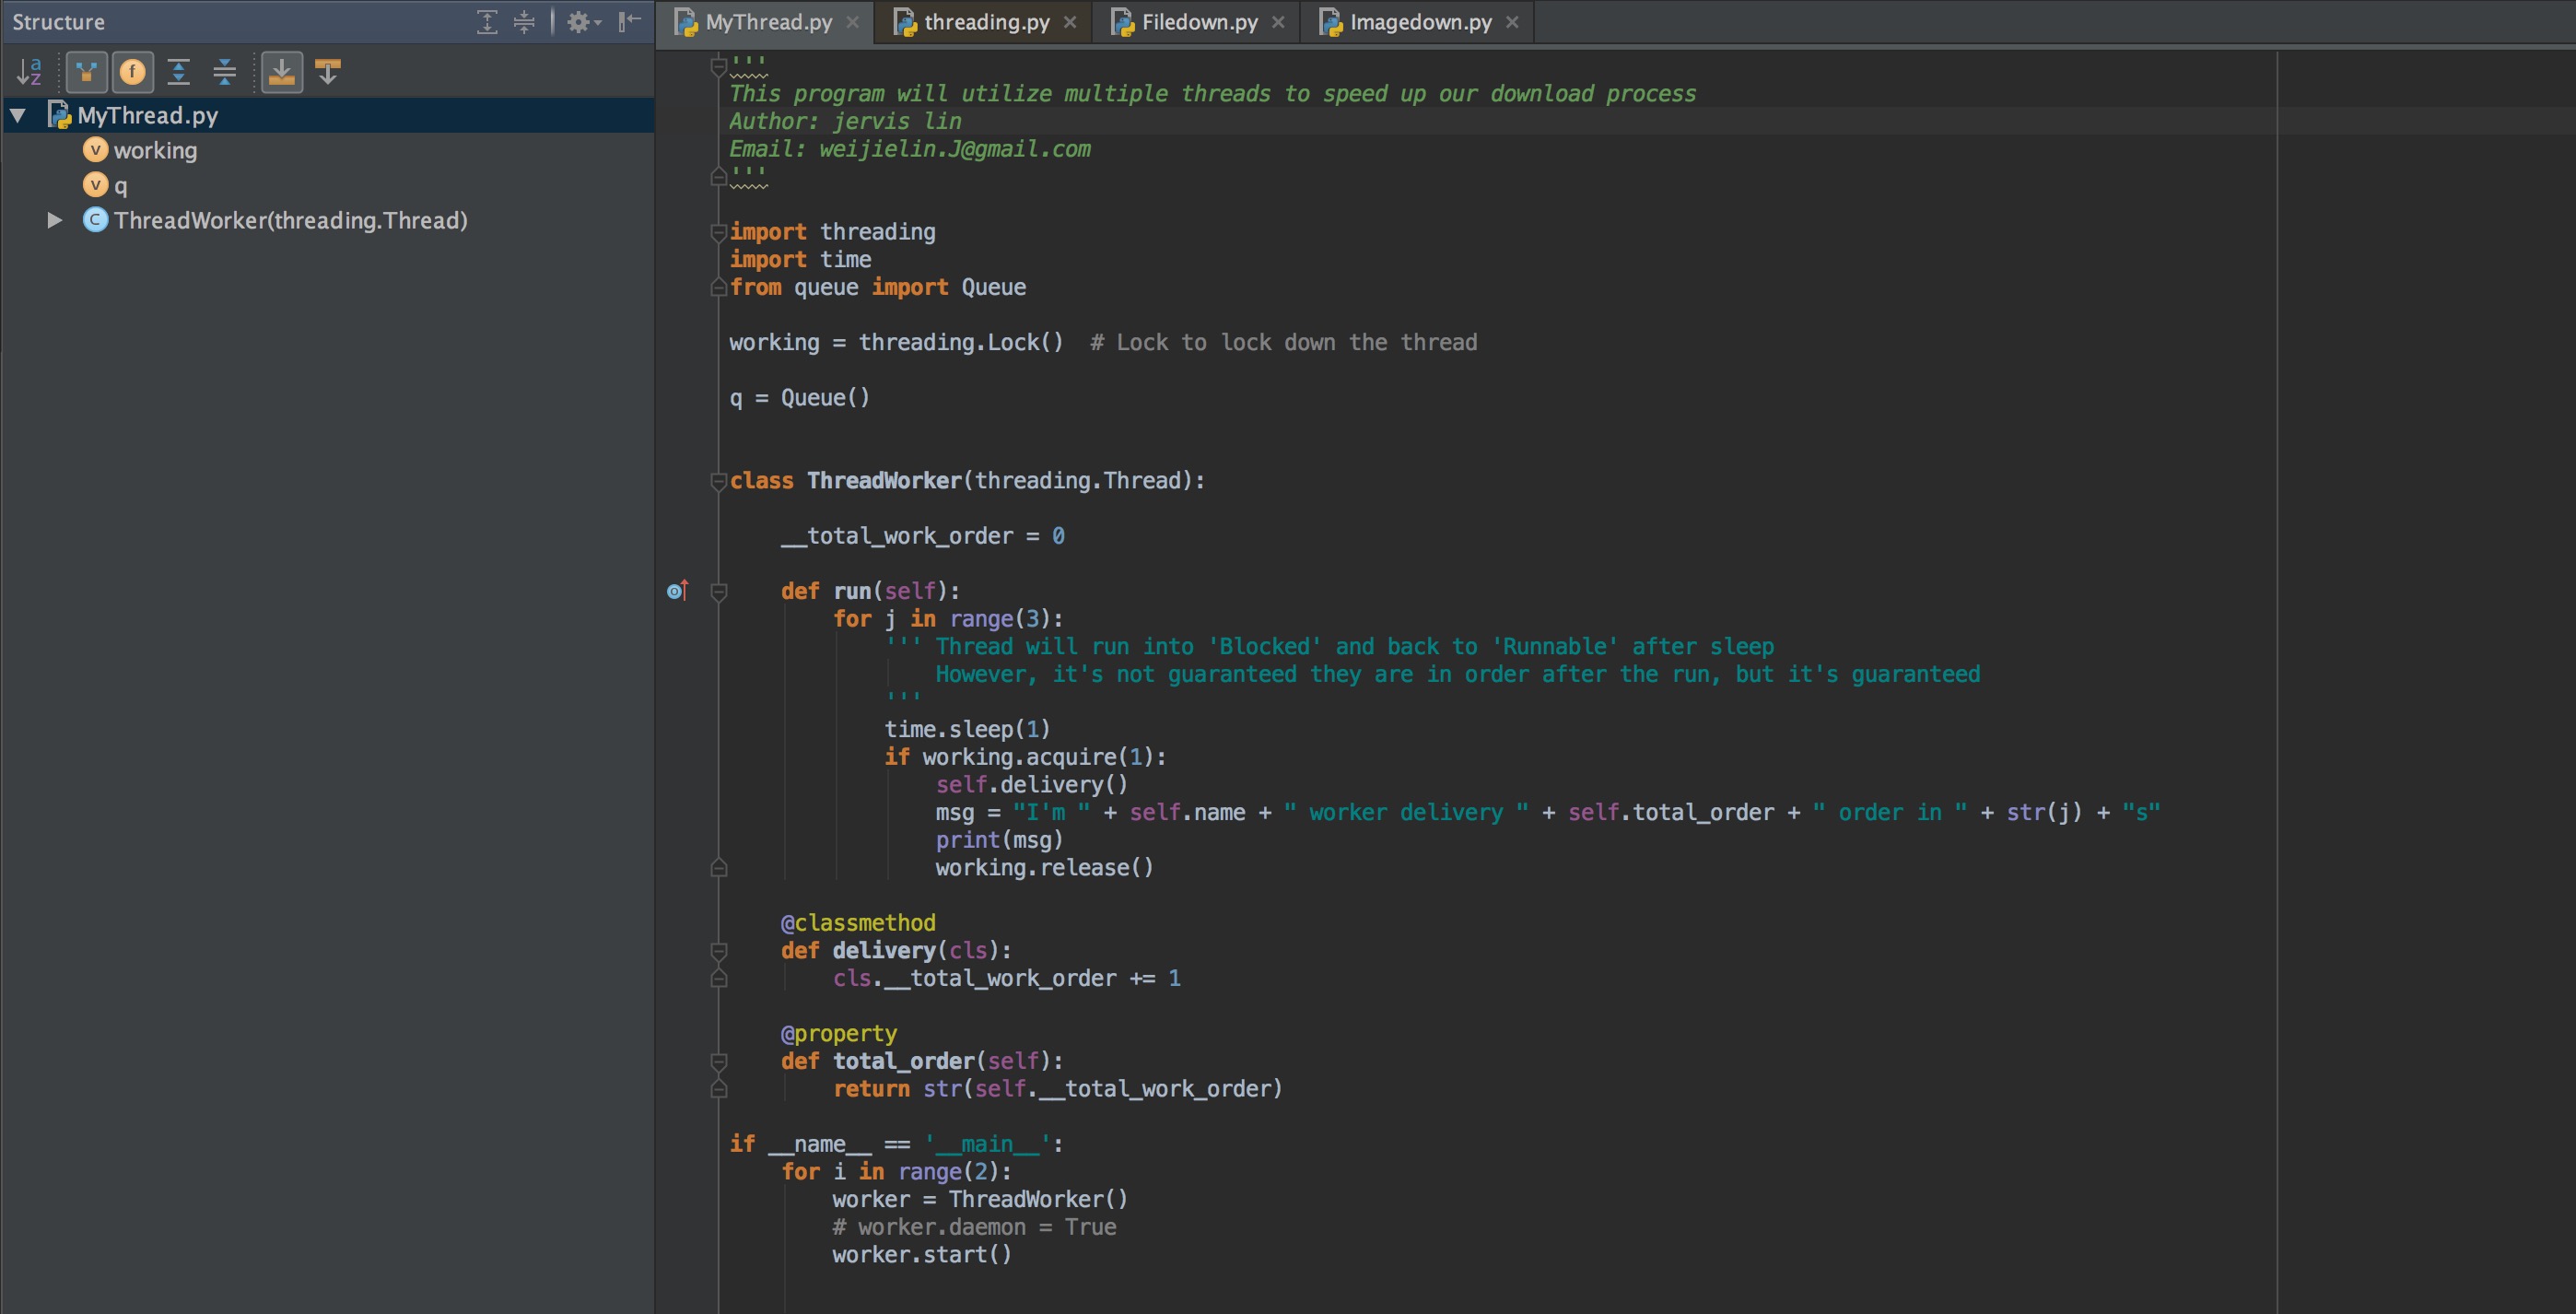 Structure
MyThread.py
working
q
ThreadWorker(threading.Thread)
MyThread.py threading.py Filedown.py Imagedown.py
'''
This program will utilize multiple threads to speed up our download process
Author: jervis lin
Email: weijielin.J@gmail.com
'''
import threading
import time
from queue import Queue
working = threading.Lock()  # Lock to lock down the thread
q = Queue()
class ThreadWorker(threading.Thread):
    __total_work_order = 0
    def run(self):
        for j in range(3):
            ''' Thread will run into 'Blocked' and back to 'Runnable' after sleep
                However, it's not guaranteed they are in order after the run, but it's guaranteed
            '''
            time.sleep(1)
            if working.acquire(1):
                self.delivery()
                msg = "I'm " + self.name + " worker delivery " + self.total_order + " order in " + str(j) + "s"
                print(msg)
                working.release()
    @classmethod
    def delivery(cls):
        cls.__total_work_order += 1
    @property
    def total_order(self):
        return str(self.__total_work_order)
if __name__ == '__main__':
    for i in range(2):
        worker = ThreadWorker()
        # worker.daemon = True
        worker.start()